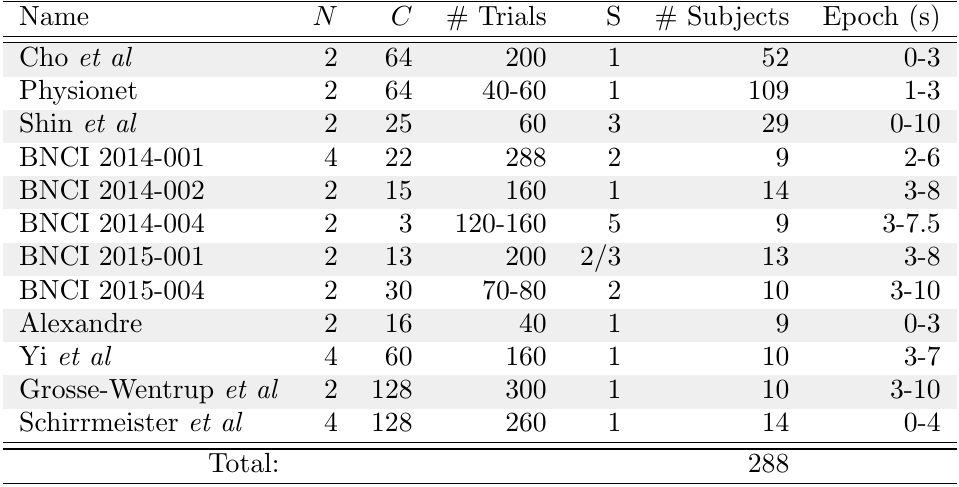 Name N C # Trials S # Subjects Epoch (s)
Cho et al 2 64 200 1 52 0-3
Physionet 2 64 40-60 1 109 1-3
Shin et al 2 25 60 3 29 0-10
BNCI 2014-001 4 22 288 2 9 2-6
BNCI 2014-002 2 15 160 1 14 3-8
BNCI 2014-004 2 3 120-160 5 9 3-7.5
BNCI 2015-001 2 13 200 2/3 13 3-8
BNCI 2015-004 2 30 70-80 2 10 3-10
Alexandre 2 16 40 1 9 0-3
Yi et al 4 60 160 1 10 3-7
Grosse-Wentrup et al 2 128 300 1 10 3-10
Schirrmeister et al 4 128 260 1 14 0-4
Total: 288